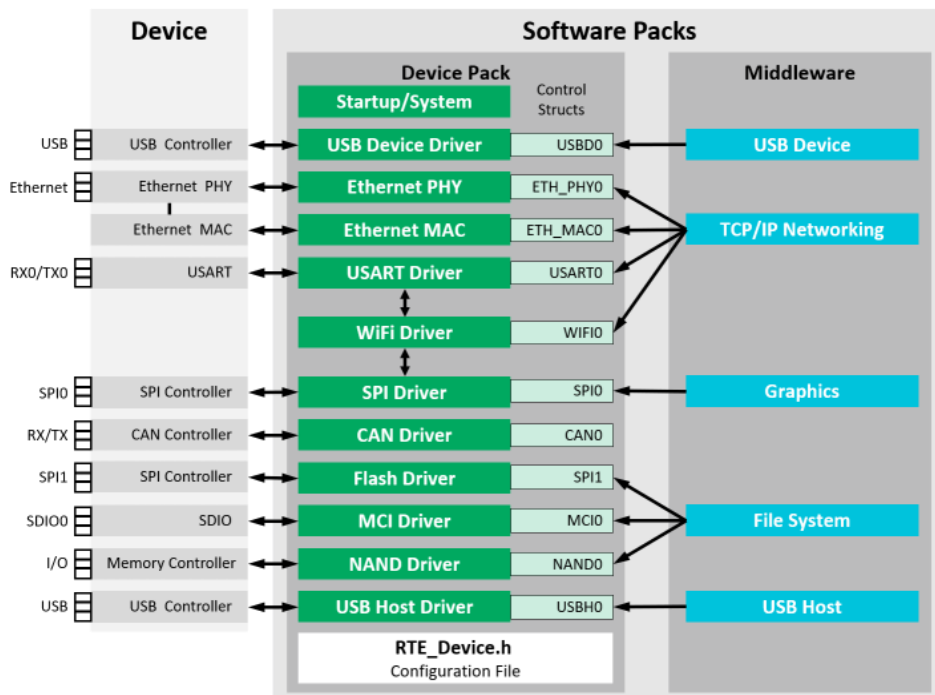 Device
Software Packs
Device Pack
Middleware
Control
Structs
Startup/System
USB
USB Controller
USB Device Driver
USBD0
USB Device
Ethernet
Ethernet PHY
Ethernet PHY
ETH_PHY0
Ethernet MAC
Ethernet MAC
ETH_MAC0
TCP/IP Networking
RX0/TX0
USART
USART Driver
USART0
WiFi Driver
WIFI0
SPI0
SPI Controller
SPI Driver
SPI0
Graphics
RX/TX
CAN Controller
CAN Driver
CAN0
SPI1
SPI Controller
Flash Driver
SPI1
SDIO0
SDIO
MCI Driver
MCI0
File System
I/O
Memory Controller
NAND Driver
NAND0
USB
USB Controller
USB Host Driver
USBH0
USB Host
RTE_Device.h
Configuration File